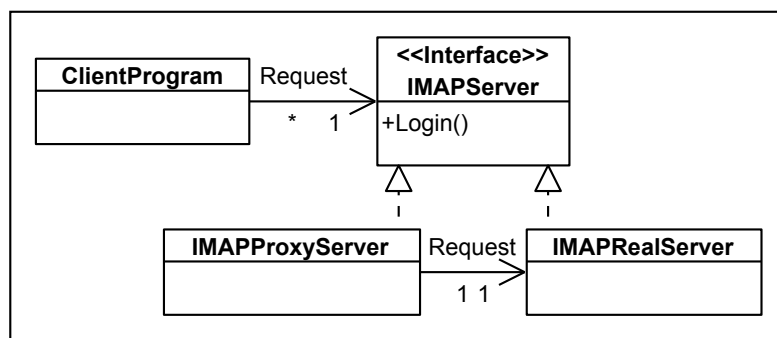 ClientProgram
Request
* 1
<<Interface>>
IMAPServer
+Login()
IMAPProxyServer
Request
1 1
IMAPRealServer